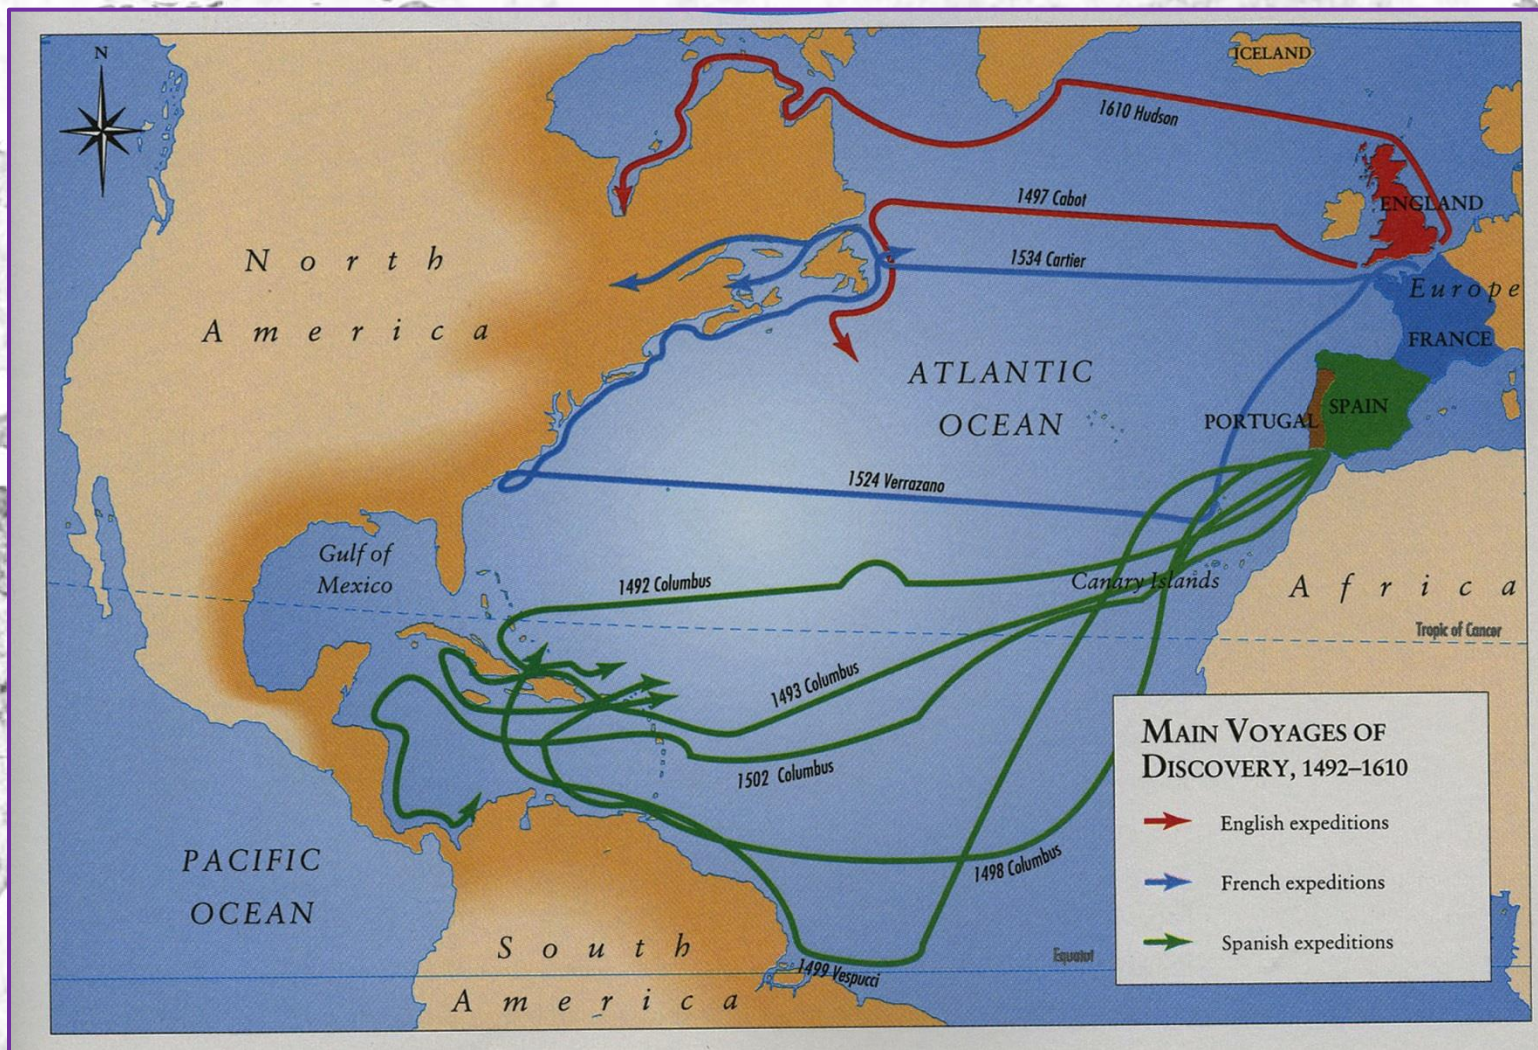 N
ICELAND
1610 Hudson
1497 Cabot
ENGLAND
1534 Cartier
North
America
Europe
FRANCE
ATLANTIC
OCEAN
PORTUGAL
SPAIN
1524 Verrazano
Gulf of
Mexico
1492 Columbus
Canary Islands
Africa
Tropic of Cancer
1493 Columbus
1502 Columbus
1498 Columbus
PACIFIC
OCEAN
South
America
1499 Vespucci
Equator
MAIN VOYAGES OF
DISCOVERY, 1492–1610
English expeditions
French expeditions
Spanish expeditions